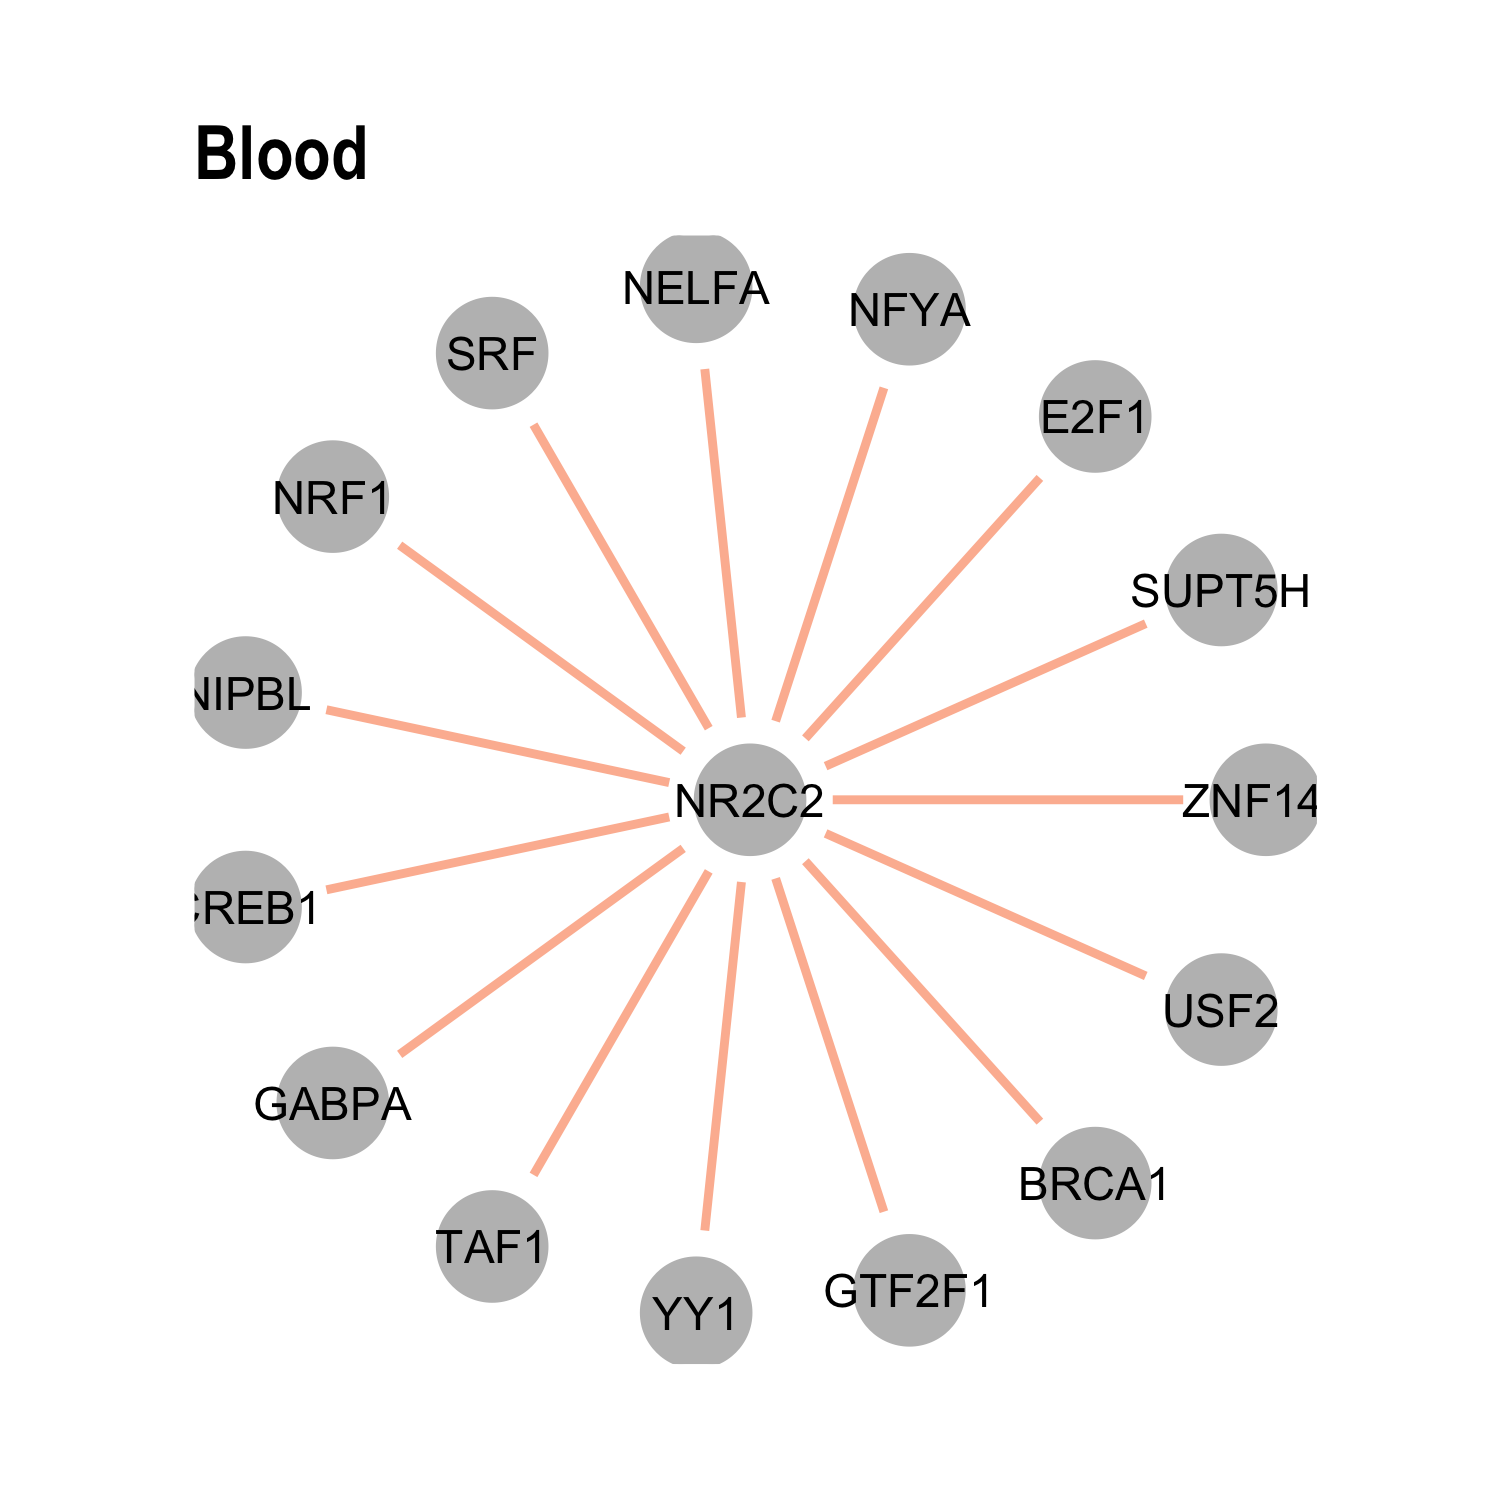 Blood
NELFA
NFYA
SRF
E2F1
NRF1
SUPT5H
NIPBL
NR2C2
ZNF14
CREB1
USF2
GABPA
BRCA1
TAF1
GTF2F1
YY1